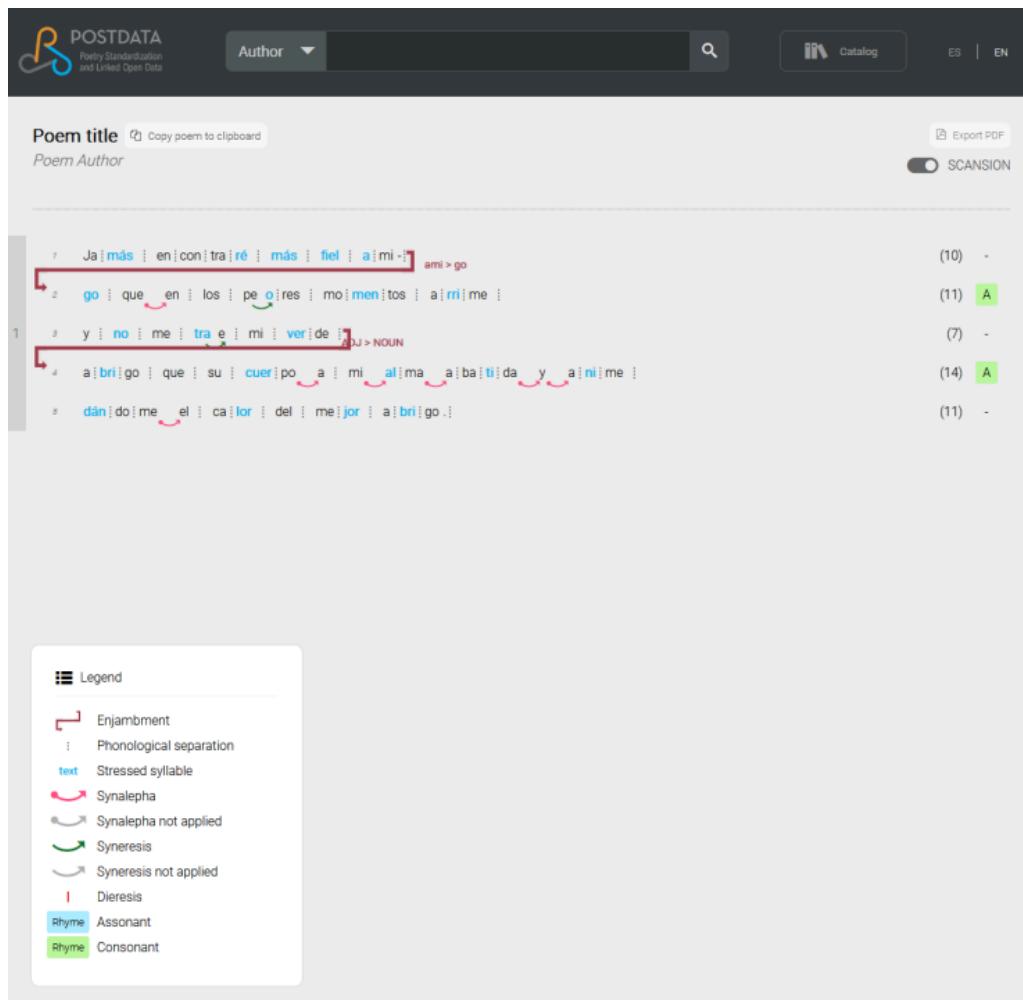 POSTDATA
Poetry Standardization
and Linked Open Data
Author
Catalog
ES | EN
Poem title
Copy poem to clipboard
Export PDF
Poem Author
SCANSION
1
1 Ja más en con tra ré más fiel a mi - (10) -
ami > go
2 go que en los pe o res mo men tos a rri me (11) A
3 y no me tra e mi ver de (7) -
ADJ > NOUN
4 a bri go que su cuer po a mi al ma a ba ti da y a ni me (14) A
5 dán do me el ca lor del me jor a bri go . (11) -
Legend
Enjambment
Phonological separation
text Stressed syllable
Synalepha
Synalepha not applied
Syneresis
Syneresis not applied
Dieresis
Rhyme Assonant
Rhyme Consonant